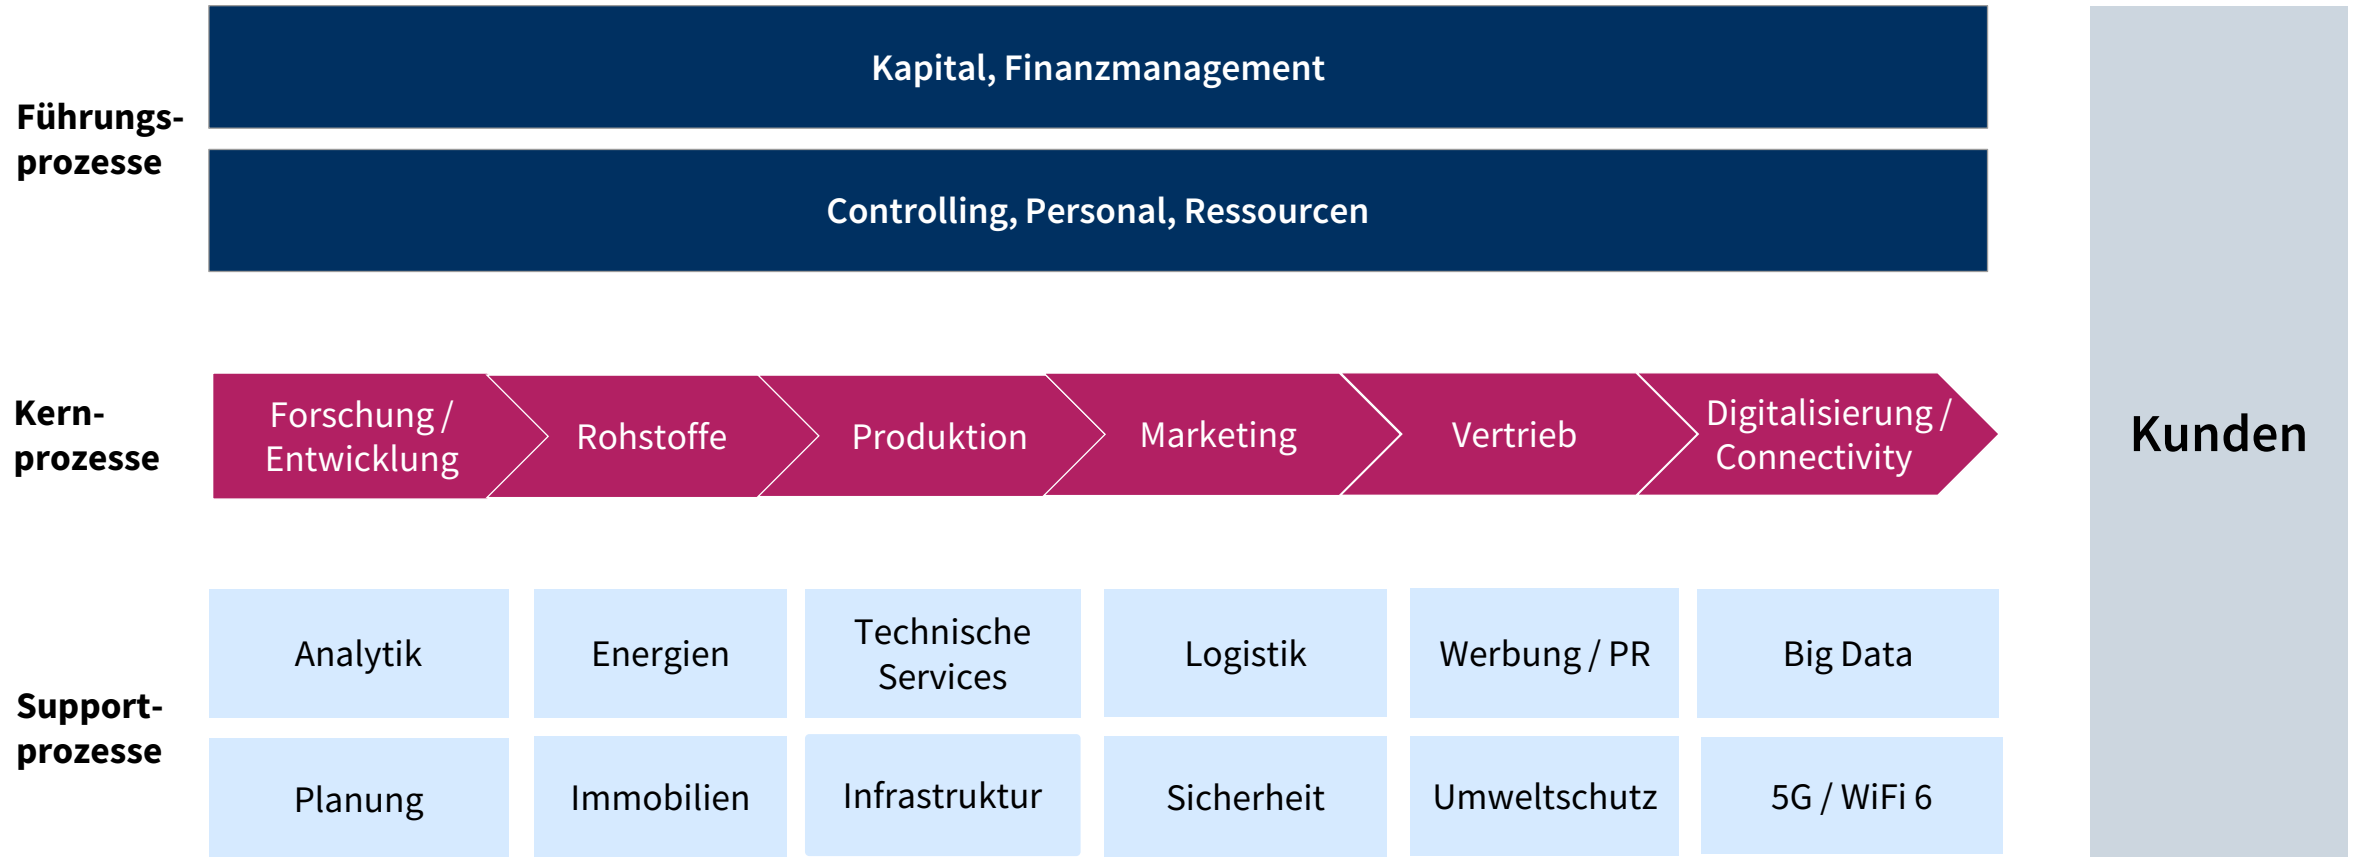 Führungs-
prozesse
Kapital, Finanzmanagement
Controlling, Personal, Ressourcen
Kern-
prozesse
Forschung /
Entwicklung
Rohstoffe
Produktion
Marketing
Vertrieb
Digitalisierung /
Connectivity
Kunden
Support-
prozesse
Analytik
Energien
Technische
Services
Logistik
Werbung / PR
Big Data
Planung
Immobilien
Infrastruktur
Sicherheit
Umweltschutz
5G / WiFi 6